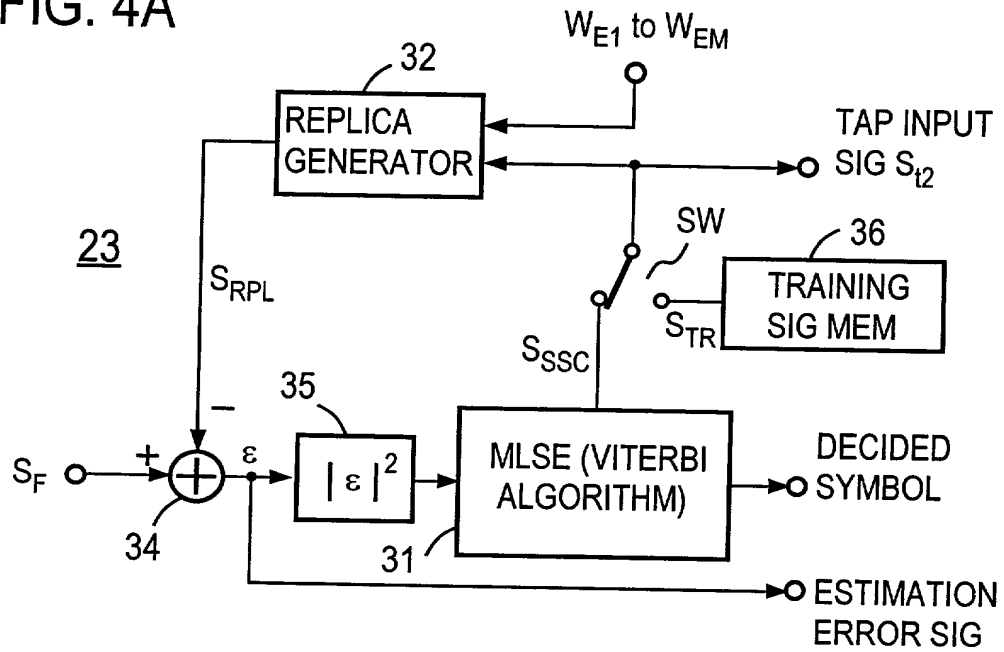 FIG. 4A
W_E1 to W_EM
32
REPLICA
GENERATOR
TAP INPUT
SIG S_t2
SW
36
23
TRAINING
SIG MEM
S_RPL
S_TR
S_SSC
35
−
+
ε
S_F
|ε|²
MLSE (VITERBI
ALGORITHM)
DECIDED
SYMBOL
34
31
ESTIMATION
ERROR SIG